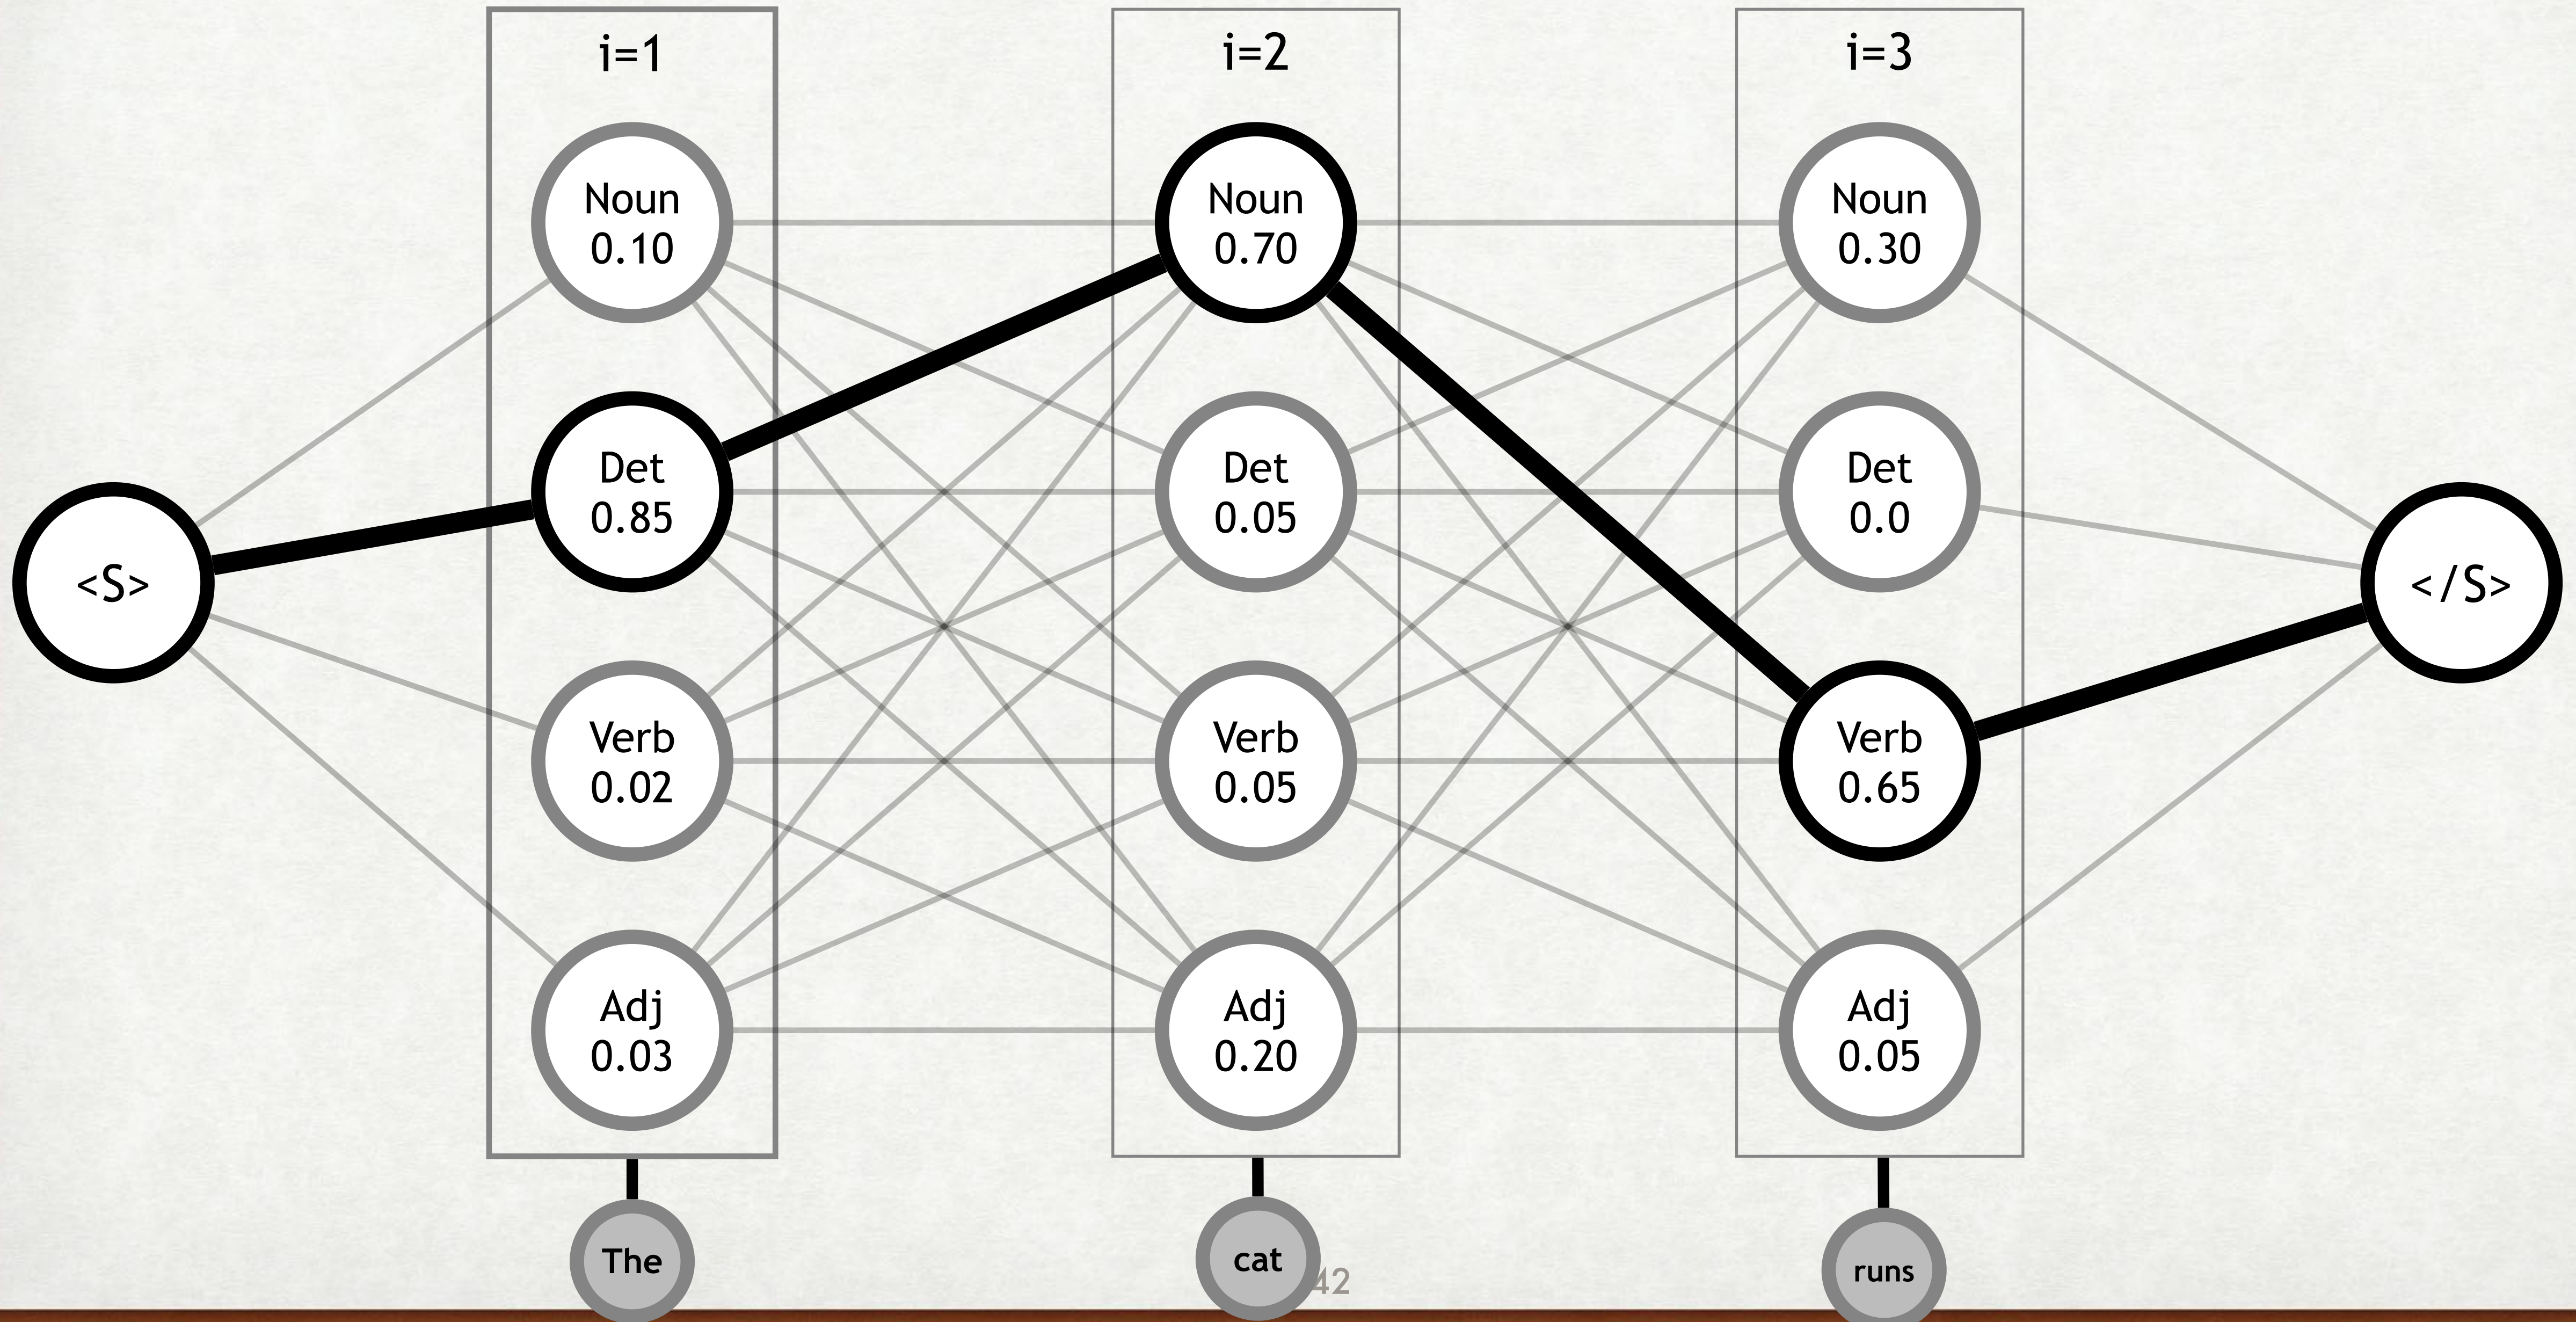 i=1
i=2
i=3
Noun
0.10
Noun
0.70
Noun
0.30
Det
0.85
Det
0.05
Det
0.0
<S>
</S>
Verb
0.02
Verb
0.05
Verb
0.65
Adj
0.03
Adj
0.20
Adj
0.05
The
cat
runs
42